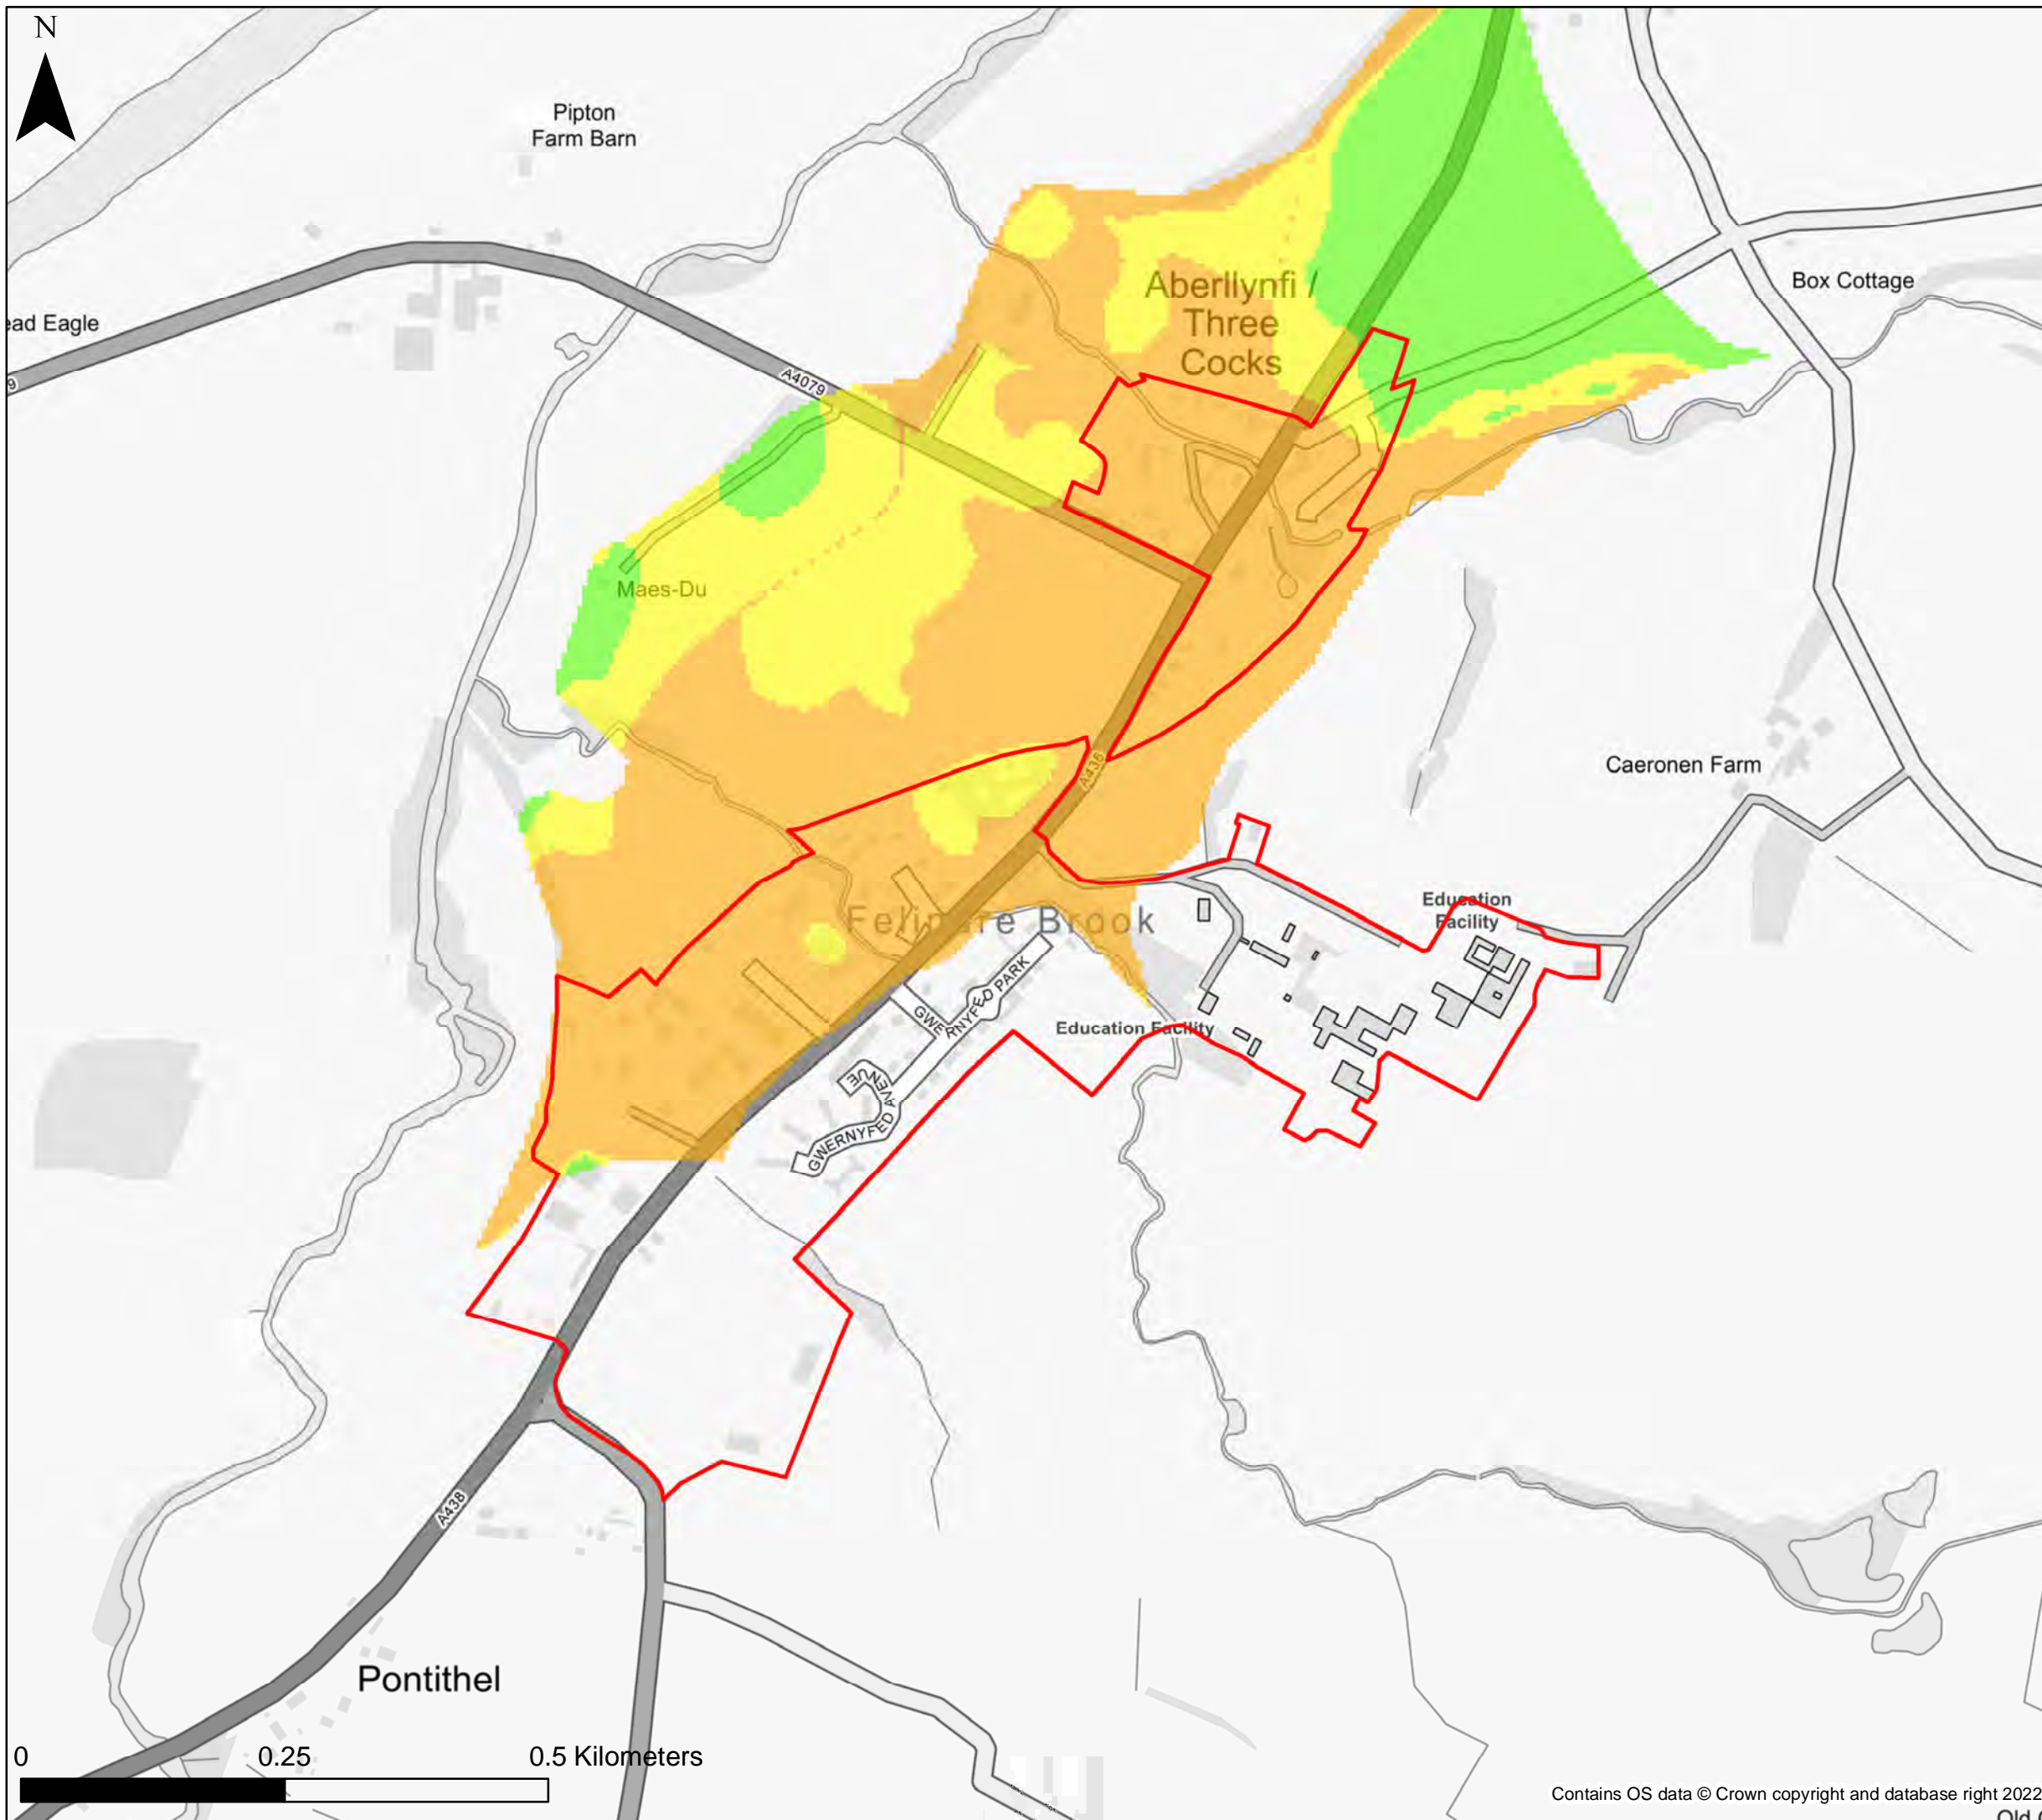 N
Pipton
Farm Barn
Box Cottage
Aberllynfi /
Three
Cocks
ead Eagle
A4079
9
Maes-Du
A438
Caeronen Farm
Education
Facility
Felindre Brook
GWERNYFED PARK
Education Facility
GWERNYFED AVENUE
A438
Pontithel
0
0.25
0.5 Kilometers
Contains OS data © Crown copyright and database right 2022